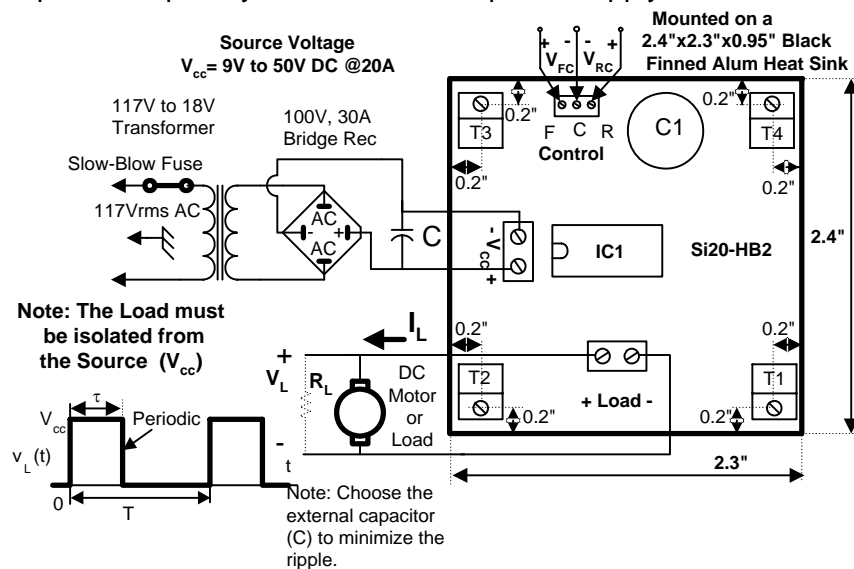 Mounted on a
2.4"x2.3"x0.95" Black
Finned Alum Heat Sink
Source Voltage
Vcc= 9V to 50V DC @20A
+ - - +
VFC VRC
117V to 18V
Transformer
100V, 30A
Bridge Rec
Slow-Blow Fuse
117Vrms AC
AC
- +
AC
C
F C R
Control
C1
T3
T4
0.2"
0.2"
0.2"
0.2"
- Vcc +
IC1
Si20-HB2
2.4"
Note: The Load must
be isolated from
the Source (Vcc)
IL
+
VL
-
RL
DC
Motor
or
Load
0.2"
0.2"
T2
T1
+ Load -
0.2"
0.2"
2.3"
τ
Vcc
Periodic
vL(t)
t
0
T
Note: Choose the
external capacitor
(C) to minimize the
ripple.